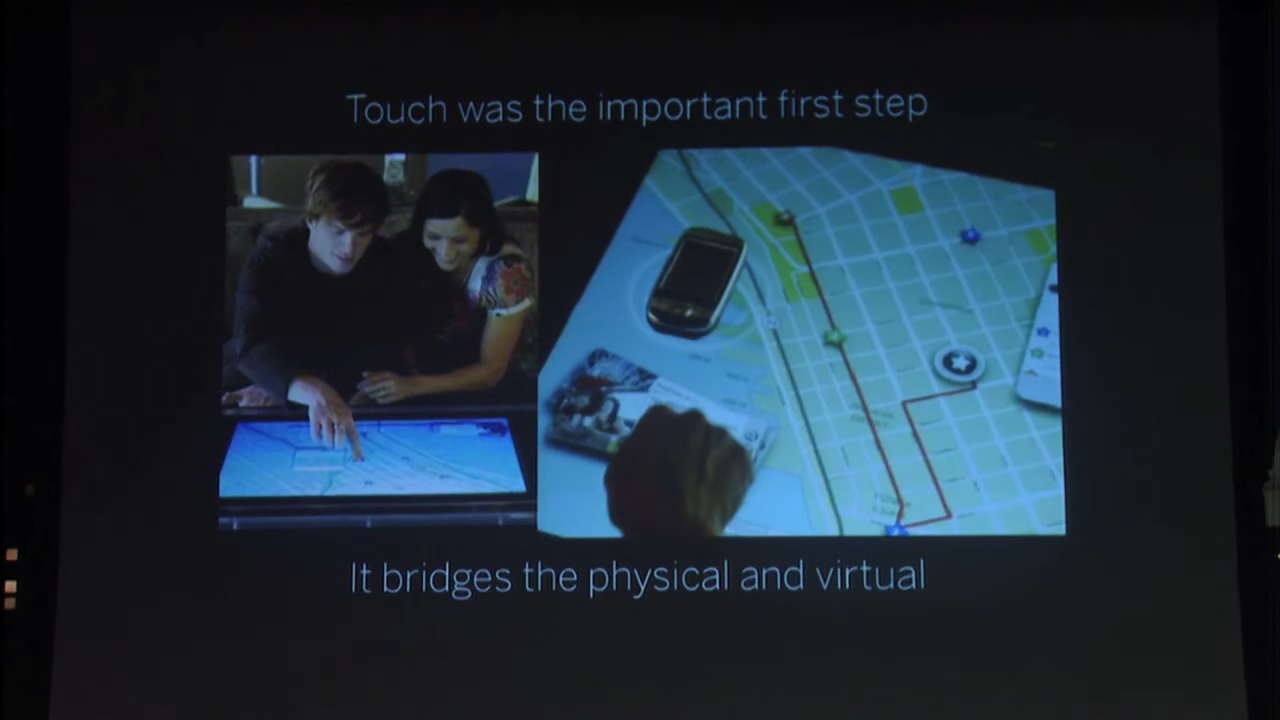 Touch was the important first step
It bridges the physical and virtual